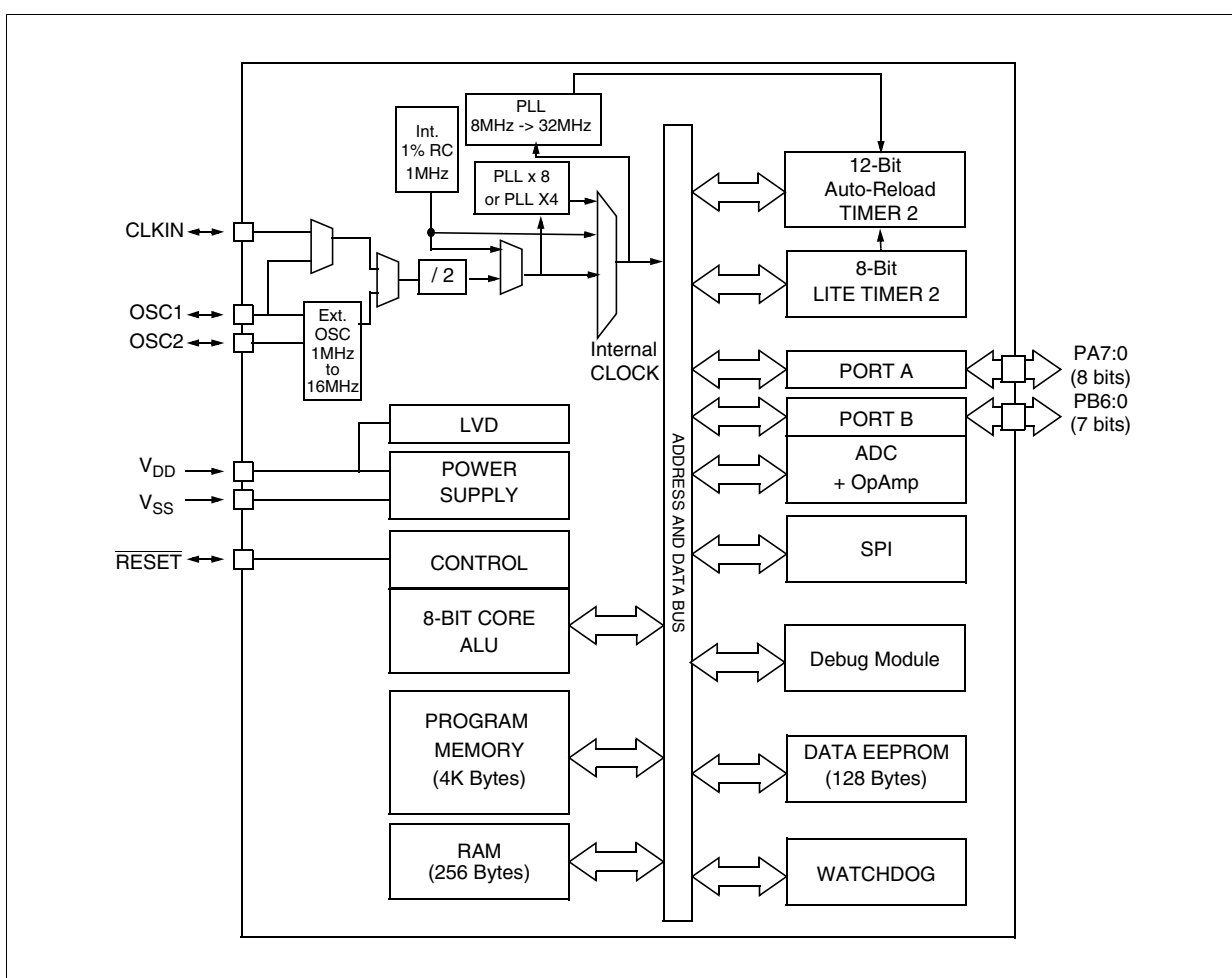 PLL
8MHz -> 32MHz
Int.
1% RC
1MHz
PLL x 8
or PLL X4
12-Bit
Auto-Reload
TIMER 2
CLKIN
/ 2
8-Bit
LITE TIMER 2
OSC1
OSC2
Ext.
OSC
1MHz
to
16MHz
Internal
CLOCK
PORT A
PA7:0
(8 bits)
PORT B
PB6:0
(7 bits)
LVD
ADC
+ OpAmp
VDD
VSS
POWER
SUPPLY
ADDRESS AND DATA BUS
SPI
RESET
CONTROL
8-BIT CORE
ALU
Debug Module
PROGRAM
MEMORY
(4K Bytes)
DATA EEPROM
(128 Bytes)
RAM
(256 Bytes)
WATCHDOG